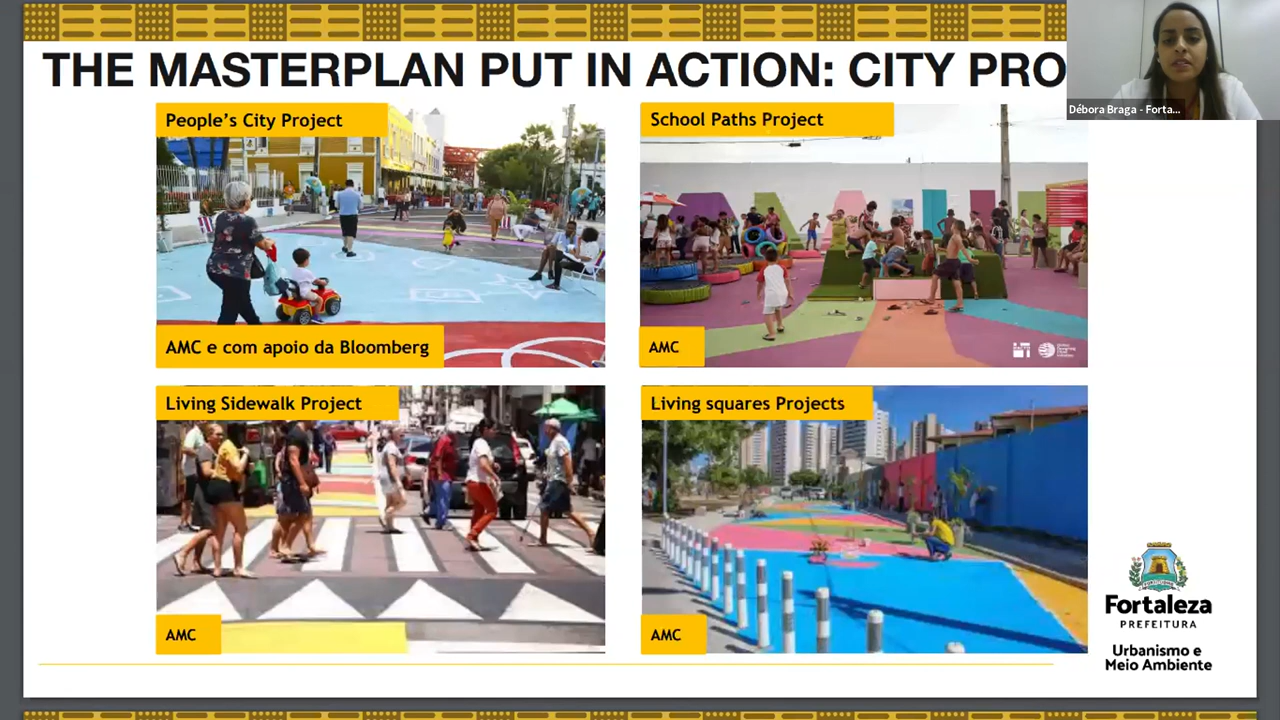 THE MASTERPLAN PUT IN ACTION: CITY PRO
Débora Braga - Forta...
People's City Project
School Paths Project
AMC e com apoio da Bloomberg
AMC
Living Sidewalk Project
Living squares Projects
AMC
AMC
Fortaleza
PREFEITURA
Urbanismo e
Meio Ambiente